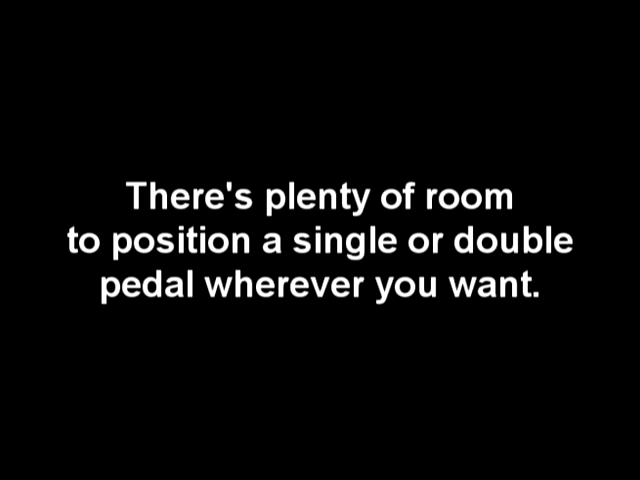 There's plenty of room
to position a single or double
pedal wherever you want.